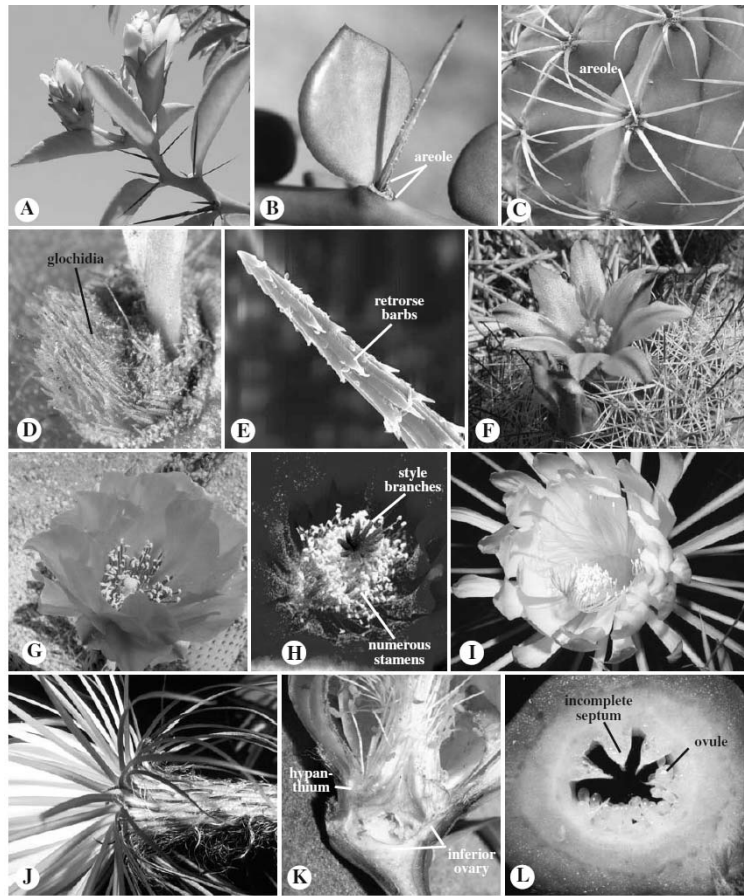 A
areole
B
areole
C
glochidia
D
retrorse
barbs
E
F
G
style
branches
numerous
stamens
H
I
J
hypan-
thium
inferior
ovary
K
incomplete
septum
ovule
L